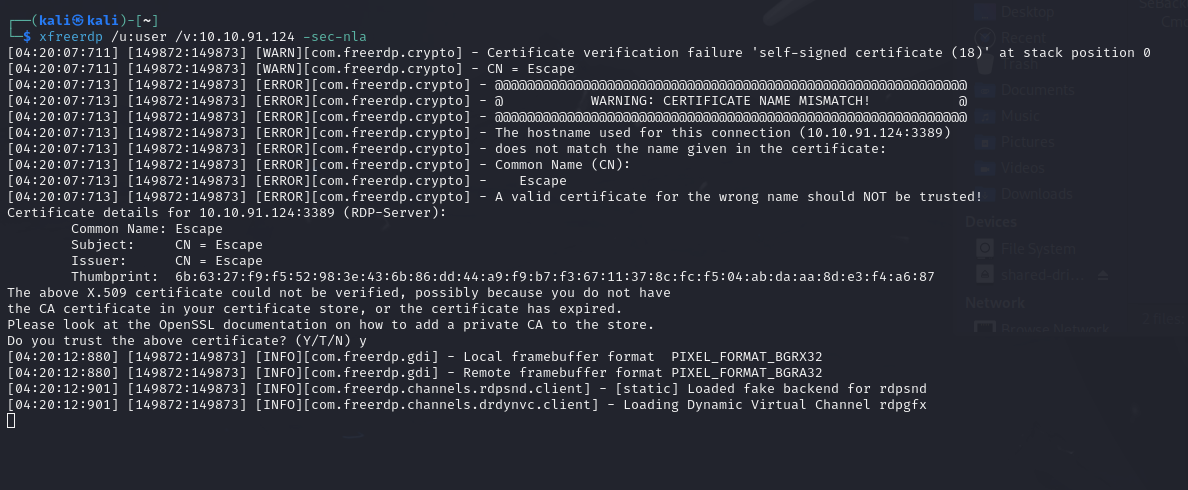 ┌──(kali㉿kali)-[~]
└─$ xfreerdp /u:user /v:10.10.91.124 -sec-nla
[04:20:07:711] [149872:149873] [WARN][com.freerdp.crypto] - Certificate verification failure 'self-signed certificate (18)' at stack position 0
[04:20:07:711] [149872:149873] [WARN][com.freerdp.crypto] - CN = Escape
[04:20:07:713] [149872:149873] [ERROR][com.freerdp.crypto] - @@@@@@@@@@@@@@@@@@@@@@@@@@@@@@@@@@@@@@@@@@@@@@@@@@@@@@@@@@@
[04:20:07:713] [149872:149873] [ERROR][com.freerdp.crypto] - @           WARNING: CERTIFICATE NAME MISMATCH!           @
[04:20:07:713] [149872:149873] [ERROR][com.freerdp.crypto] - @@@@@@@@@@@@@@@@@@@@@@@@@@@@@@@@@@@@@@@@@@@@@@@@@@@@@@@@@@@
[04:20:07:713] [149872:149873] [ERROR][com.freerdp.crypto] - The hostname used for this connection (10.10.91.124:3389)
[04:20:07:713] [149872:149873] [ERROR][com.freerdp.crypto] - does not match the name given in the certificate:
[04:20:07:713] [149872:149873] [ERROR][com.freerdp.crypto] - Common Name (CN):
[04:20:07:713] [149872:149873] [ERROR][com.freerdp.crypto] -    Escape
[04:20:07:713] [149872:149873] [ERROR][com.freerdp.crypto] - A valid certificate for the wrong name should NOT be trusted!
Certificate details for 10.10.91.124:3389 (RDP-Server):
        Common Name: Escape
        Subject:     CN = Escape
        Issuer:      CN = Escape
        Thumbprint:  6b:63:27:f9:f5:52:98:3e:43:6b:86:dd:44:a9:f9:b7:f3:67:11:37:8c:fc:f5:04:ab:da:aa:8d:e3:f4:a6:87
The above X.509 certificate could not be verified, possibly because you do not have
the CA certificate in your certificate store, or the certificate has expired.
Please look at the OpenSSL documentation on how to add a private CA to the store.
Do you trust the above certificate? (Y/T/N) y
[04:20:12:880] [149872:149873] [INFO][com.freerdp.gdi] - Local framebuffer format  PIXEL_FORMAT_BGRX32
[04:20:12:880] [149872:149873] [INFO][com.freerdp.gdi] - Remote framebuffer format PIXEL_FORMAT_BGRA32
[04:20:12:901] [149872:149873] [INFO][com.freerdp.channels.rdpsnd.client] - [static] Loaded fake backend for rdpsnd
[04:20:12:901] [149872:149873] [INFO][com.freerdp.channels.drdynvc.client] - Loading Dynamic Virtual Channel rdpgfx
Desktop
Recent
Trash
Documents
Music
Pictures
Videos
Downloads
Devices
File System
shared-dri...
Network
Browse Network